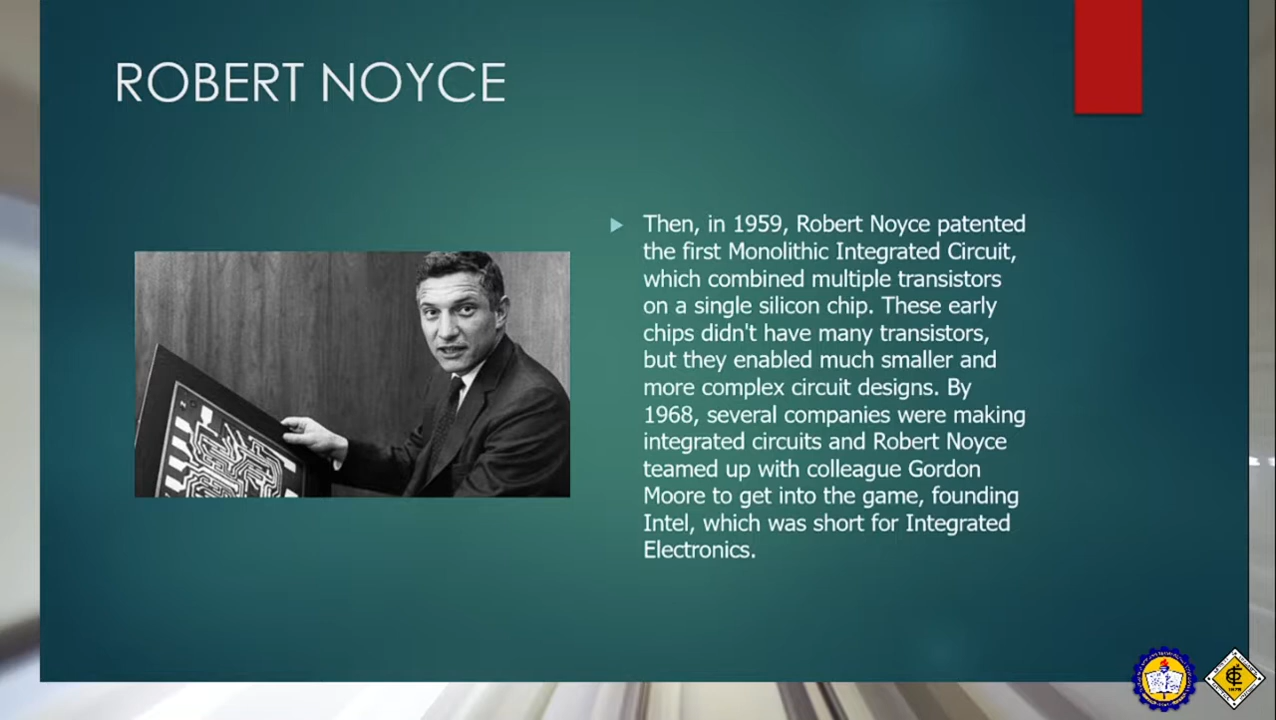 ROBERT NOYCE
Then, in 1959, Robert Noyce patented
the first Monolithic Integrated Circuit,
which combined multiple transistors
on a single silicon chip. These early
chips didn't have many transistors,
but they enabled much smaller and
more complex circuit designs. By
1968, several companies were making
integrated circuits and Robert Noyce
teamed up with colleague Gordon
Moore to get into the game, founding
Intel, which was short for Integrated
Electronics.